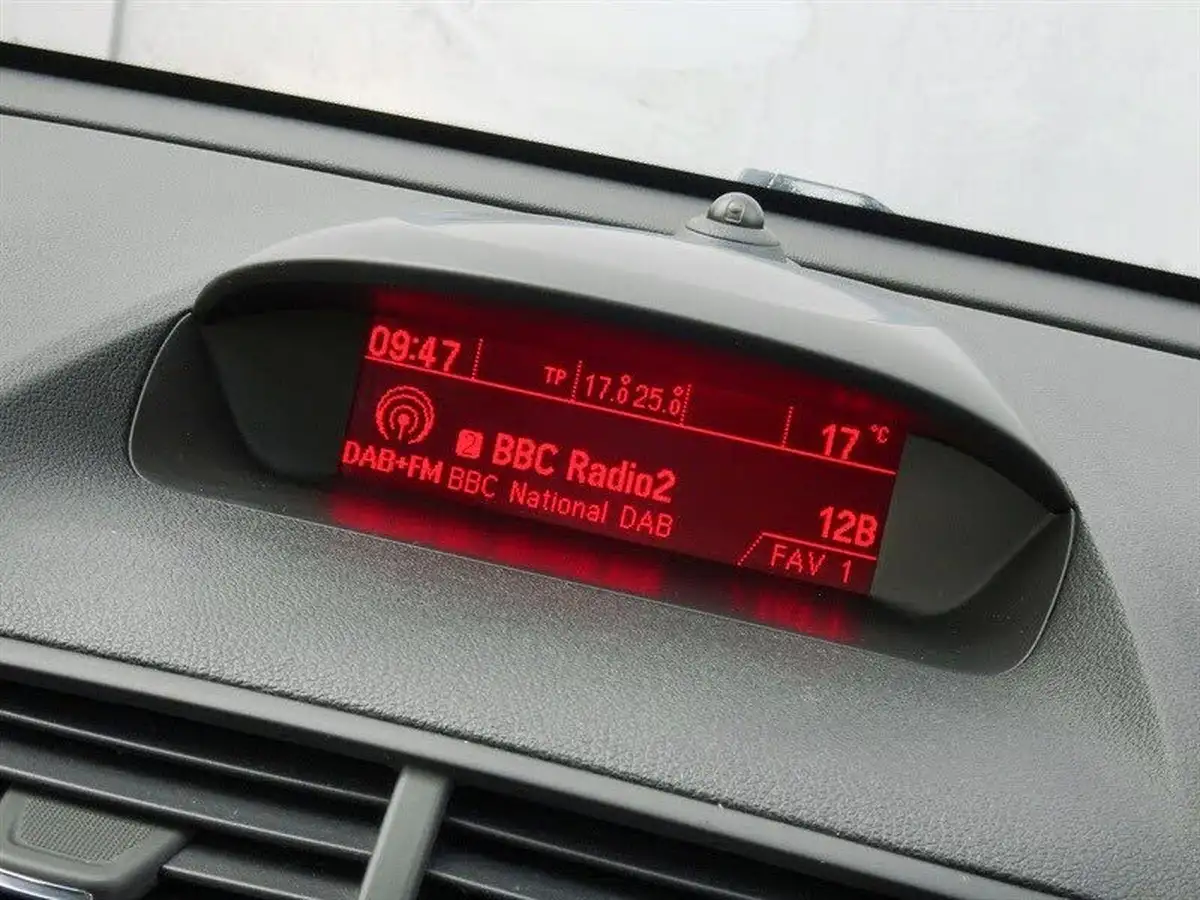 09:47 TP 17.0° 25.0° 17 °C
2 BBC Radio2
DAB+FM BBC National DAB
12B
FAV 1